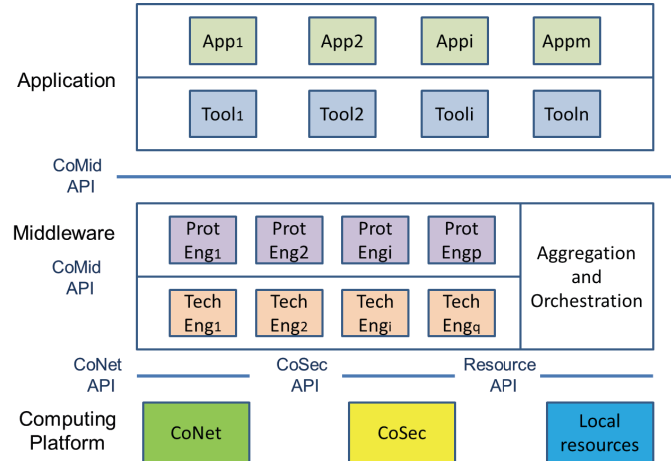 App1 App2 Appi Appm
Application
Tool1 Tool2 Tooli Tooln
CoMid
API
Middleware
Prot
Eng1
Prot
Eng2
Prot
Engi
Prot
Engp
Aggregation
and
Orchestration
CoMid
API
Tech
Eng1
Tech
Eng2
Tech
Engi
Tech
Engq
CoNet
API
CoSec
API
Resource
API
Computing
Platform
CoNet
CoSec
Local
resources